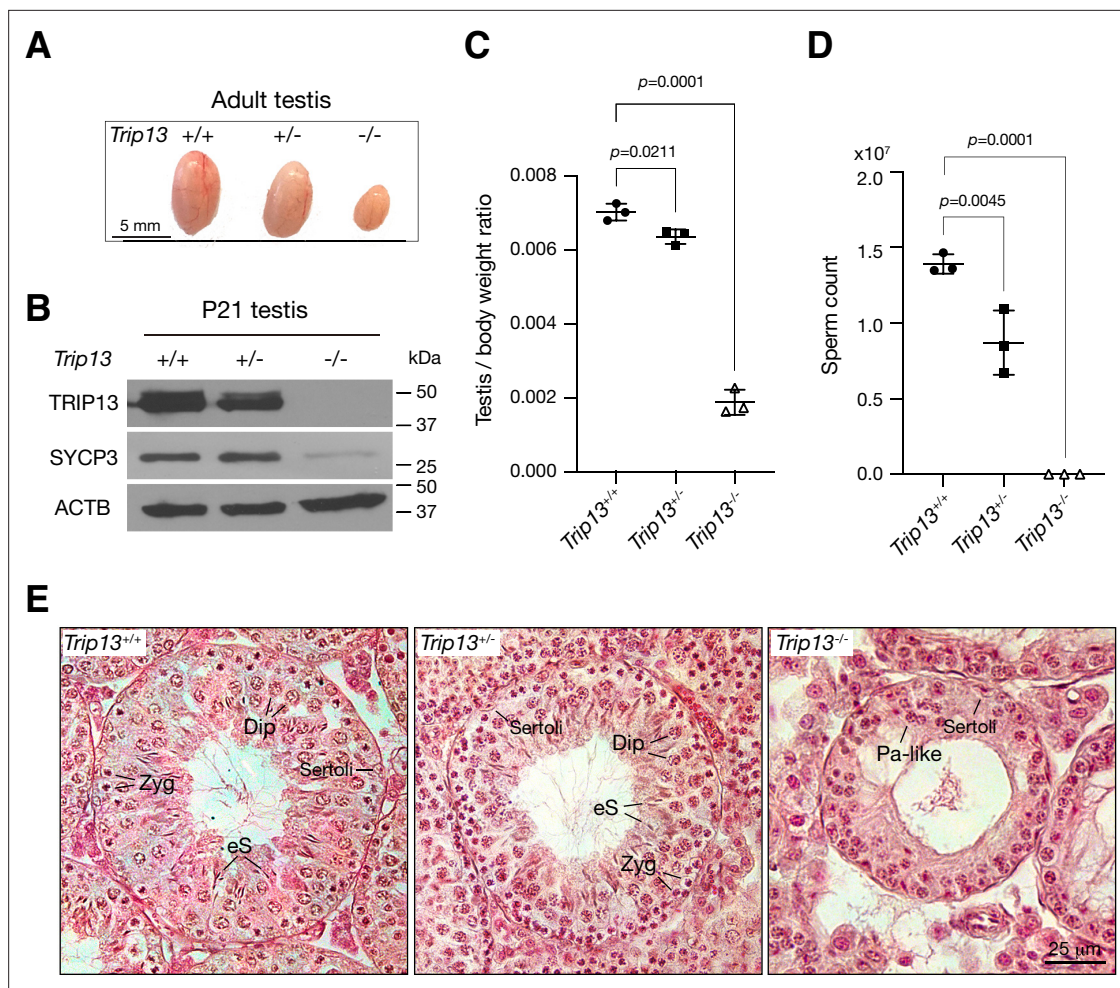 A
Adult testis
Trip13 +/+ +/- -/-
5 mm
B
P21 testis
Trip13 +/+ +/- -/- kDa
TRIP13
50
37
SYCP3
25
ACTB
50
37
C
p=0.0001
p=0.0211
Testis / body weight ratio
0.008
0.006
0.004
0.002
0.000
Trip13+/+
Trip13+/-
Trip13-/-
D
p=0.0001
x10⁷
p=0.0045
Sperm count
2.0
1.5
1.0
0.5
0.0
Trip13+/+
Trip13+/-
Trip13-/-
E
Trip13+/+
Dip
Zyg
Sertoli
eS
Trip13+/-
Sertoli
Dip
eS
Zyg
Trip13-/-
Sertoli
Pa-like
25 µm